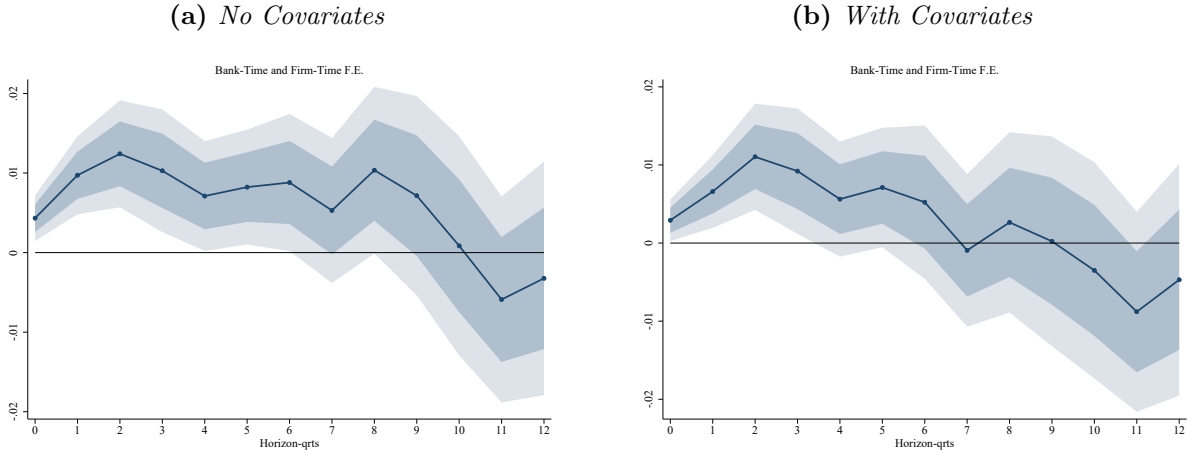 (a) No Covariates
Bank-Time and Firm-Time F.E.
.02
.01
0
-.01
-.02
0 1 2 3 4 5 6 7 8 9 10 11 12
Horizon-qrts
(b) With Covariates
Bank-Time and Firm-Time F.E.
.02
.01
0
-.01
-.02
0 1 2 3 4 5 6 7 8 9 10 11 12
Horizon-qrts